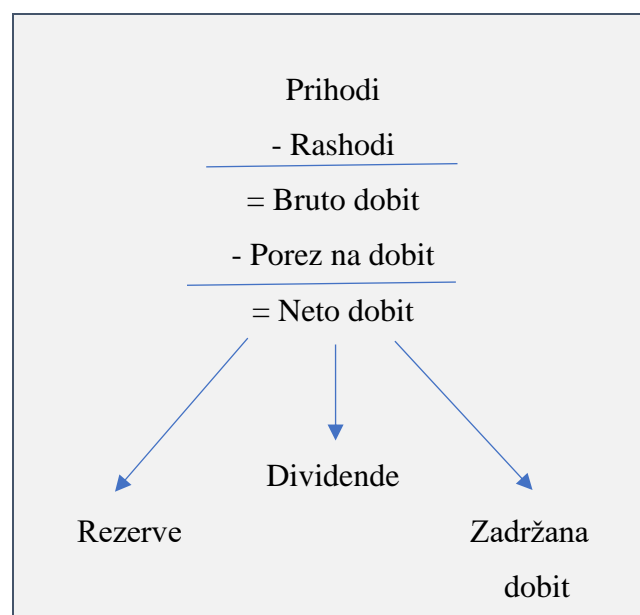 Prihodi
- Rashodi
= Bruto dobit
- Porez na dobit
= Neto dobit
Dividende
Rezerve
Zadržana
dobit